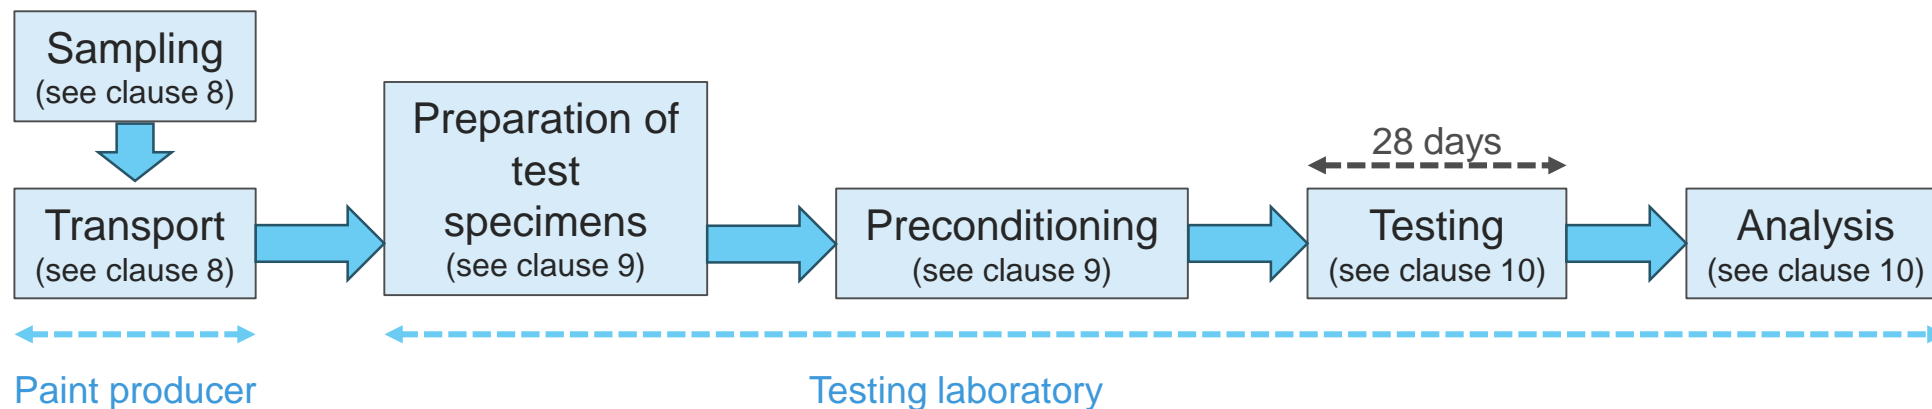 Sampling
(see clause 8)
Transport
(see clause 8)
Preparation of
test
specimens
(see clause 9)
Preconditioning
(see clause 9)
28 days
Testing
(see clause 10)
Analysis
(see clause 10)
Paint producer
Testing laboratory